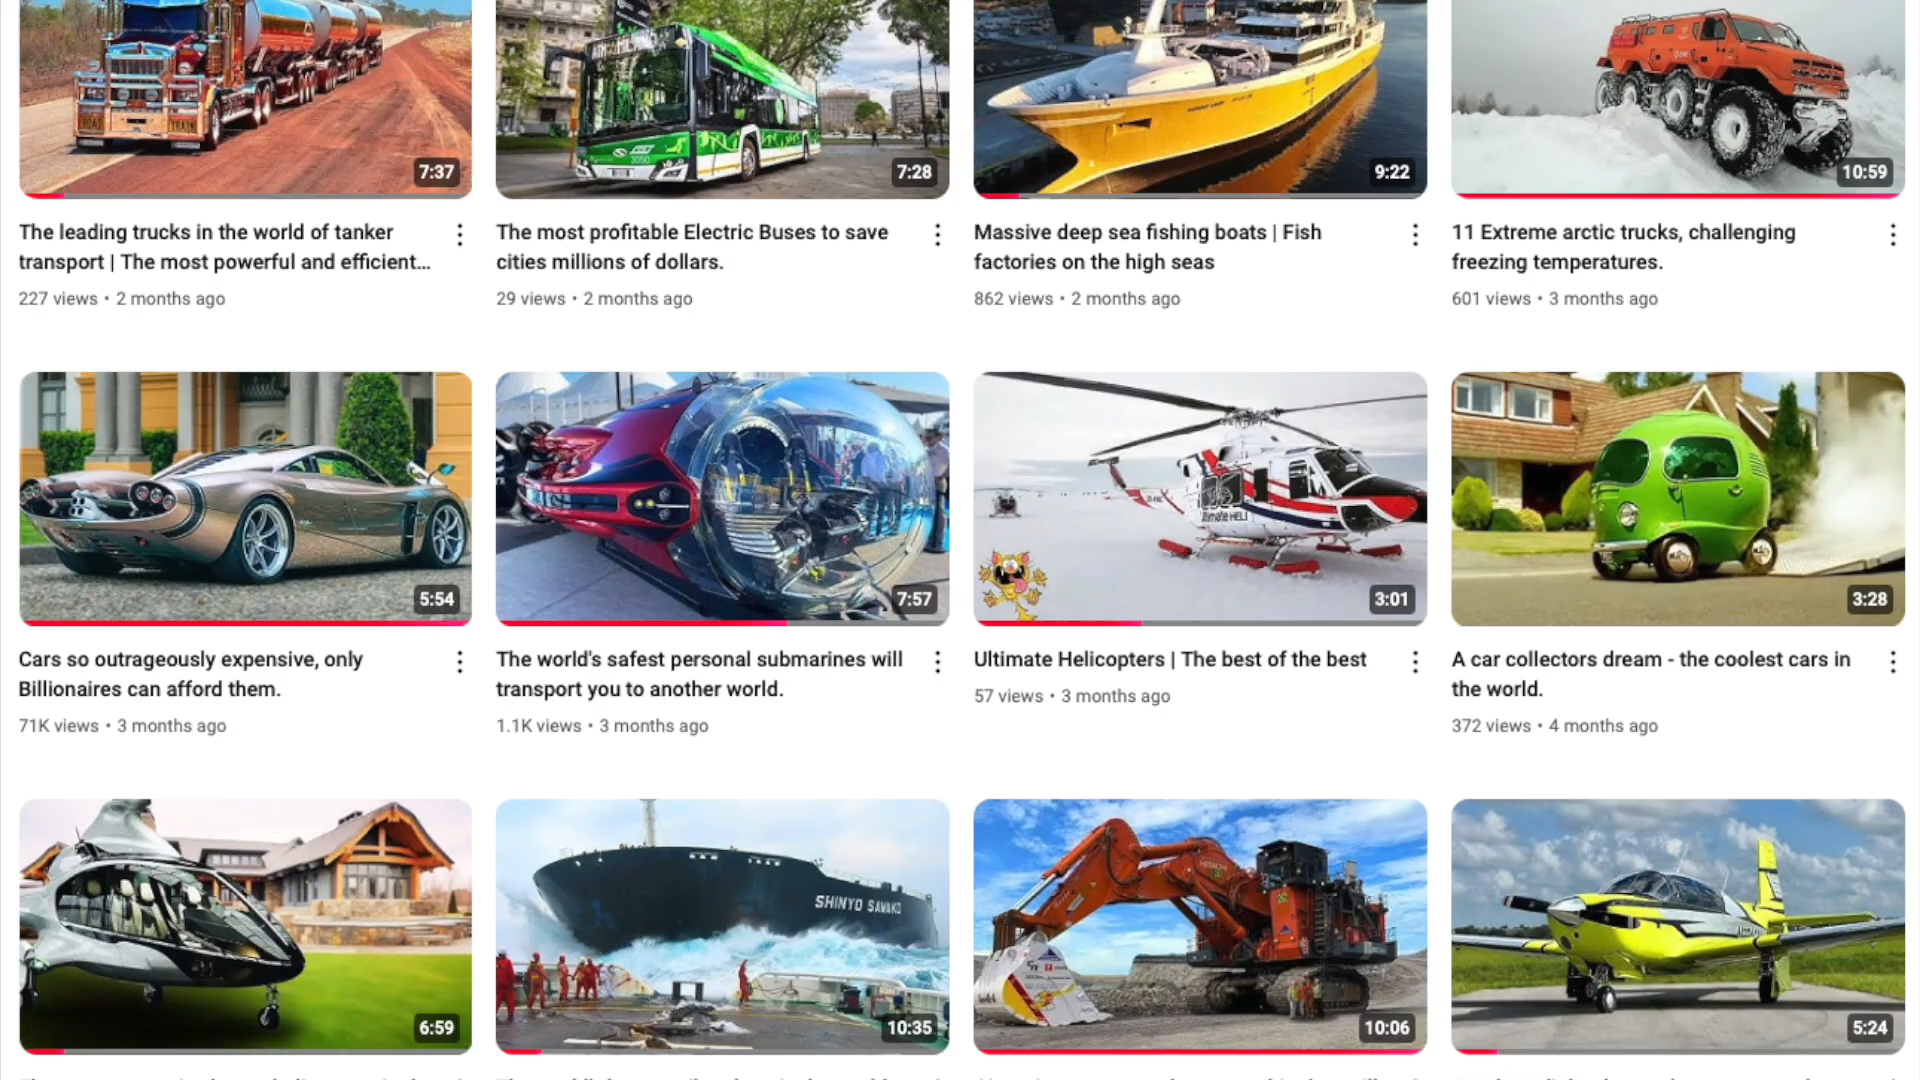 ROAD TRAIN
7:37
7:28
9:22
10:59
The leading trucks in the world of tanker
transport | The most powerful and efficient...
227 views • 2 months ago
The most profitable Electric Buses to save
cities millions of dollars.
29 views • 2 months ago
Massive deep sea fishing boats | Fish
factories on the high seas
862 views • 2 months ago
11 Extreme arctic trucks, challenging
freezing temperatures.
601 views • 3 months ago
5:54
7:57
Ultimate HELI
3:01
3:28
Cars so outrageously expensive, only
Billionaires can afford them.
71K views • 3 months ago
The world's safest personal submarines will
transport you to another world.
1.1K views • 3 months ago
Ultimate Helicopters | The best of the best
57 views • 3 months ago
A car collectors dream - the coolest cars in
the world.
372 views • 4 months ago
SHINYO SAWAKO
HITACHI
6:59
10:35
10:06
5:24